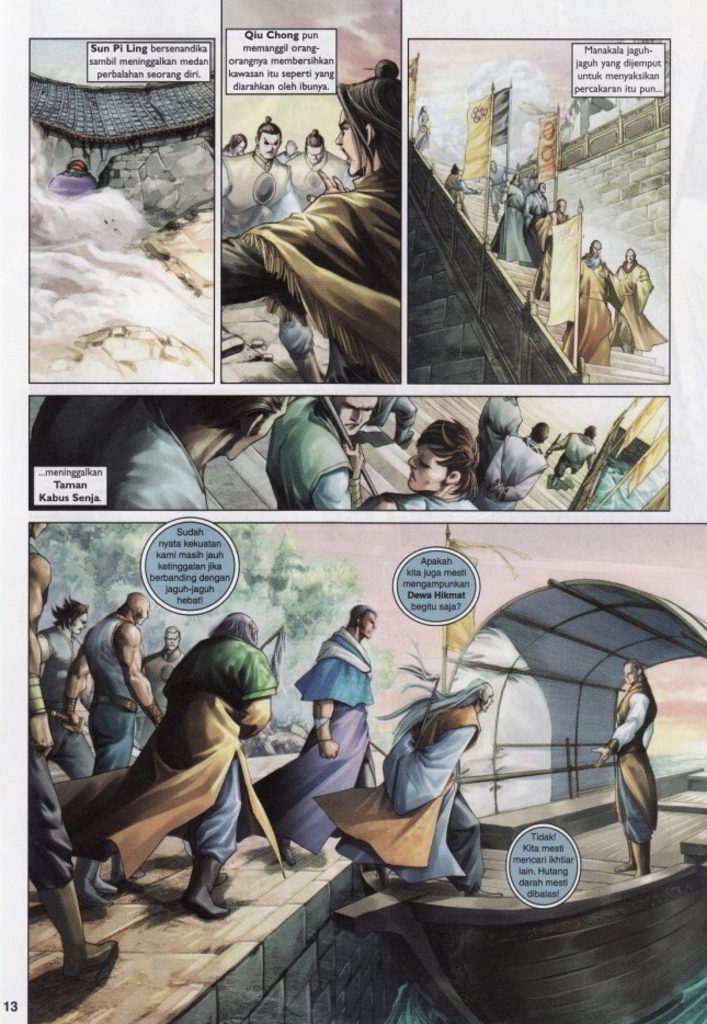 Sun Pi Ling bersenandika
sambil meninggalkan medan
perbalahan seorang diri.
Qiu Chong pun
memanggil orang-
orangnya membersihkan
kawasan itu seperti yang
diarahkan oleh ibunya.
Manakala jaguh-
jaguh yang dijemput
untuk menyaksikan
percakaran itu pun...
...meninggalkan
Taman
Kabus Senja.
Sudah
nyata kekuatan
kami masih jauh
ketinggalan jika
berbanding dengan
jaguh-jaguh
hebat!
Apakah
kita juga mesti
mengampunkan
Dewa Hikmat
begitu saja?
Tidak!
Kita mesti
mencari ikhtiar
lain. Hutang
darah mesti
dibalas!
13